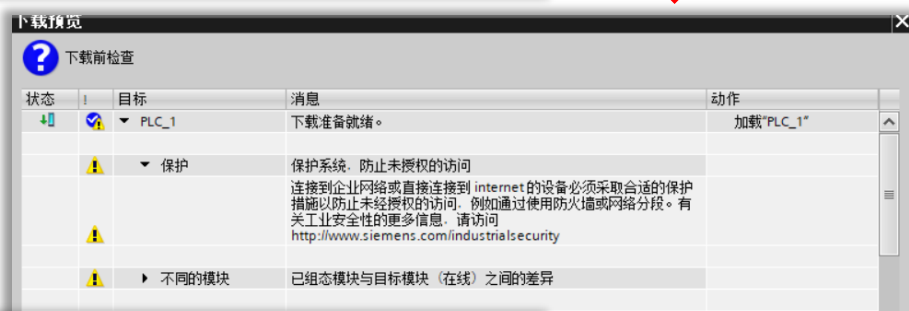 下载预览
下载前检查
状态 ! 目标 消息 动作
PLC_1 下载准备就绪。 加载"PLC_1"
保护 保护系统，防止未授权的访问
连接到企业网络或直接连接到 internet 的设备必须采取合适的保护
措施以防止未经授权的访问，例如通过使用防火墙或网络分段。有
关工业安全性的更多信息，请访问
http://www.siemens.com/industrialsecurity
不同的模块 已组态模块与目标模块（在线）之间的差异